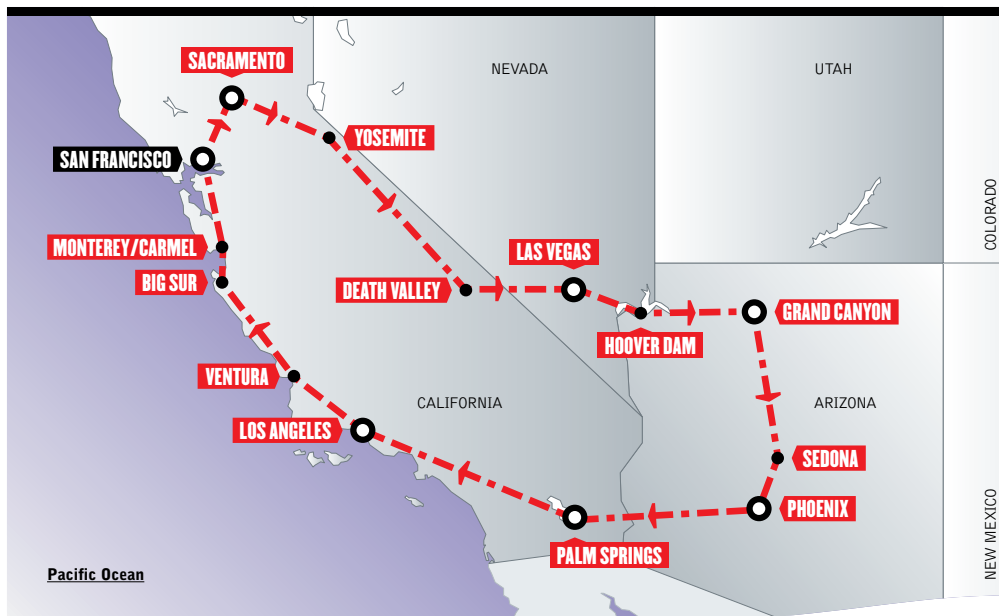 SACRAMENTO
NEVADA
UTAH
YOSEMITE
SAN FRANCISCO
COLORADO
MONTEREY/CARMEL
LAS VEGAS
BIG SUR
DEATH VALLEY
GRAND CANYON
HOOVER DAM
VENTURA
CALIFORNIA
ARIZONA
LOS ANGELES
SEDONA
PHOENIX
NEW MEXICO
PALM SPRINGS
Pacific Ocean